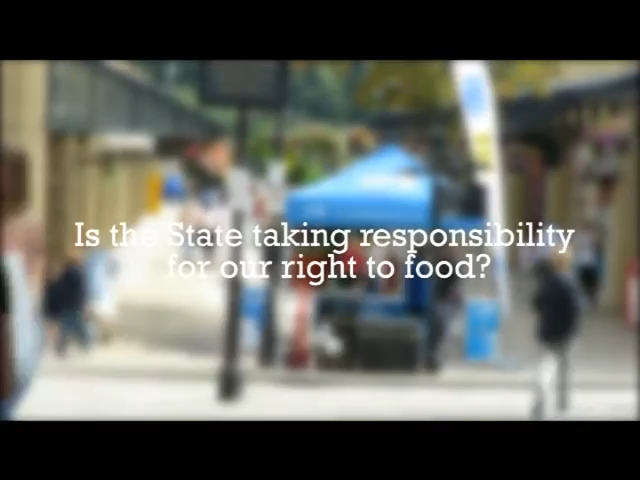 Is the State taking responsibility
for our right to food?